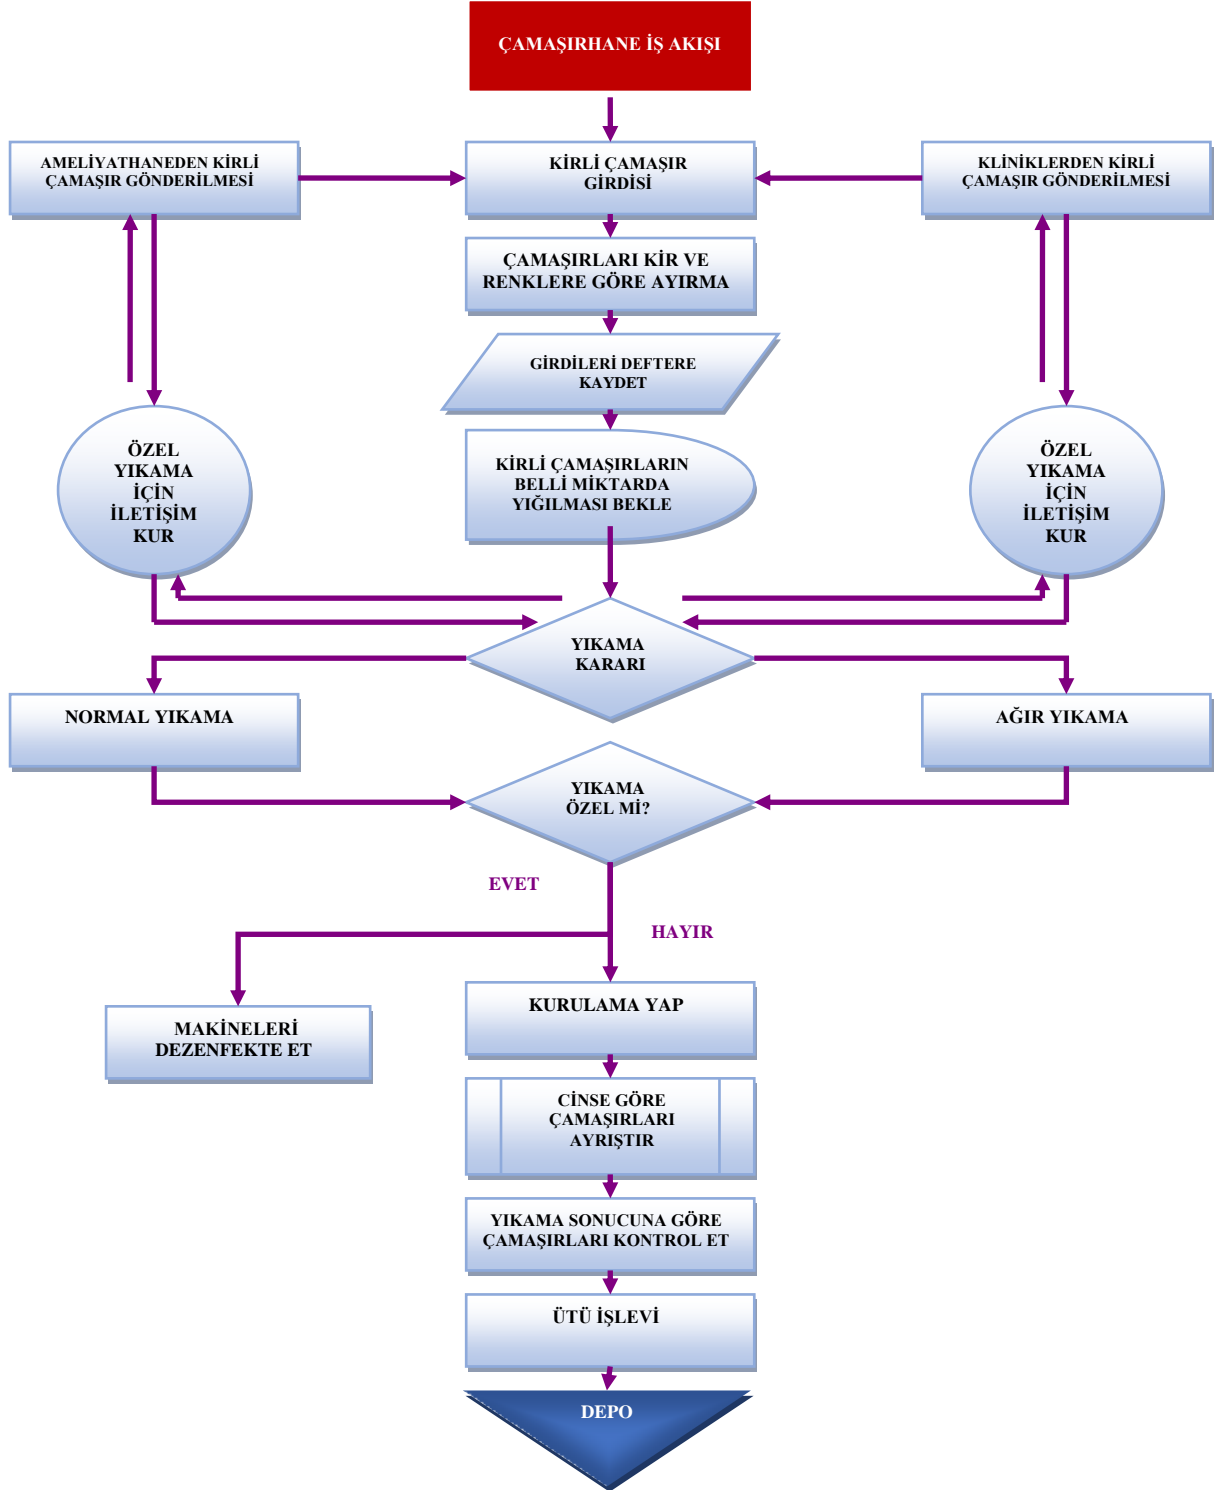 ÇAMAŞIRHANE İŞ AKIŞI
AMELİYATHANEDEN KİRLİ
ÇAMAŞIR GÖNDERİLMESİ
KİRLİ ÇAMAŞIR
GİRDİSİ
KLİNİKLERDEN KİRLİ
ÇAMAŞIR GÖNDERİLMESİ
ÇAMAŞIRLARI KİR VE
RENKLERE GÖRE AYIRMA
GİRDİLERİ DEFTERE
KAYDET
ÖZEL
YIKAMA
İÇİN
İLETİŞİM
KUR
KİRLİ ÇAMAŞIRLARIN
BELLİ MİKTARDA
YIĞILMASI BEKLE
ÖZEL
YIKAMA
İÇİN
İLETİŞİM
KUR
YIKAMA
KARARI
NORMAL YIKAMA
AĞIR YIKAMA
YIKAMA
ÖZEL Mİ?
EVET
HAYIR
KURULAMA YAP
MAKİNELERİ
DEZENFEKTE ET
CİNSE GÖRE
ÇAMAŞIRLARI
AYRIŞTIR
YIKAMA SONUCUNA GÖRE
ÇAMAŞIRLARI KONTROL ET
ÜTÜ İŞLEVİ
DEPO